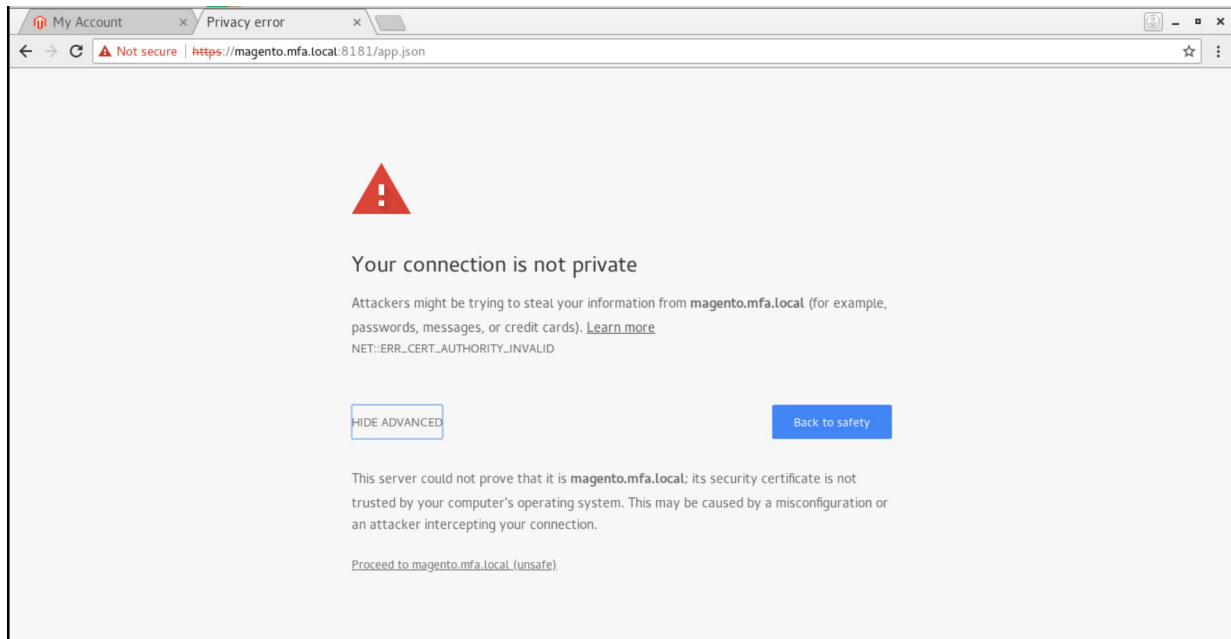 My Account
Privacy error
Not secure | https://magento.mfa.local:8181/app.json
Your connection is not private
Attackers might be trying to steal your information from magento.mfa.local (for example,
passwords, messages, or credit cards). Learn more
NET::ERR_CERT_AUTHORITY_INVALID
HIDE ADVANCED
Back to safety
This server could not prove that it is magento.mfa.local; its security certificate is not
trusted by your computer's operating system. This may be caused by a misconfiguration or
an attacker intercepting your connection.
Proceed to magento.mfa.local (unsafe)